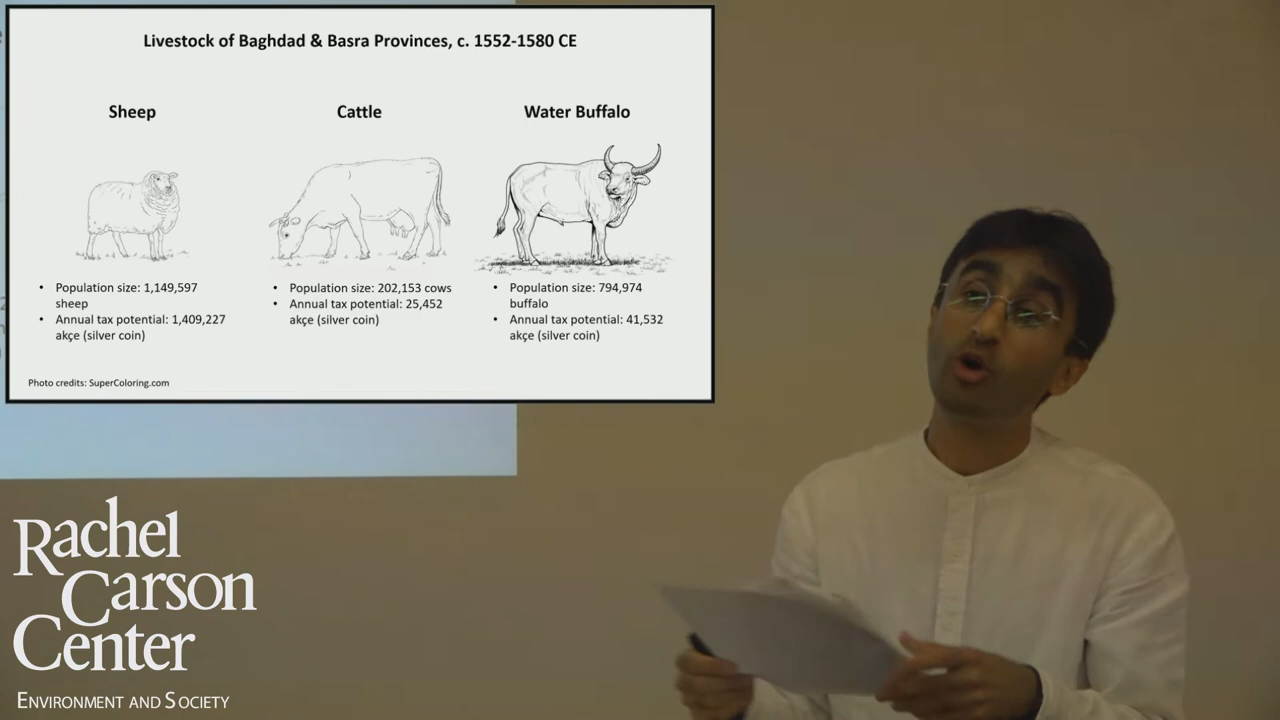 Livestock of Baghdad & Basra Provinces, c. 1552-1580 CE
Sheep
Cattle
Water Buffalo
• Population size: 1,149,597
sheep
• Annual tax potential: 1,409,227
akçe (silver coin)
• Population size: 202,153 cows
• Annual tax potential: 25,452
akçe (silver coin)
• Population size: 794,974
buffalo
• Annual tax potential: 41,532
akçe (silver coin)
Photo credits: SuperColoring.com
Rachel
Carson
Center
ENVIRONMENT AND SOCIETY